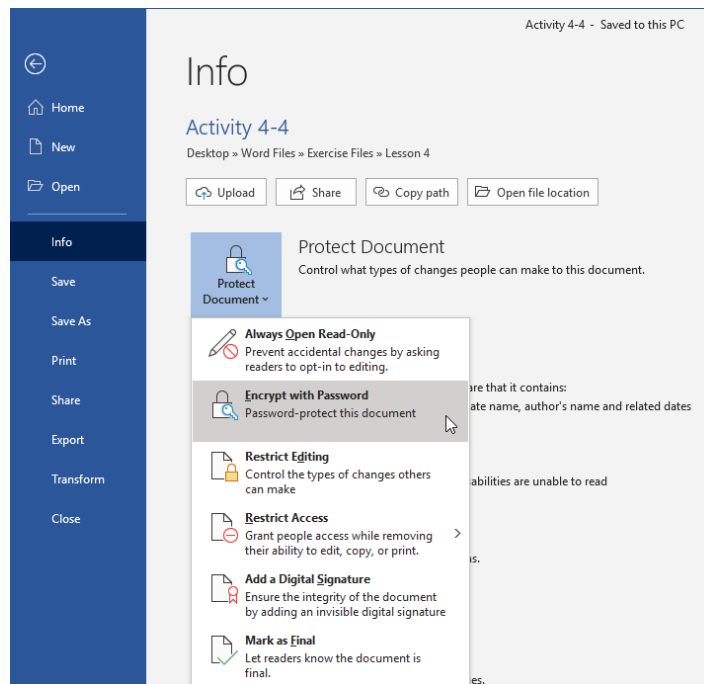 Activity 4-4 - Saved to this PC
Info
Home
New
Open
Info
Save
Save As
Print
Share
Export
Transform
Close
Activity 4-4
Desktop » Word Files » Exercise Files » Lesson 4
Upload
Share
Copy path
Open file location
Protect
Document
Protect Document
Control what types of changes people can make to this document.
Always Open Read-Only
Prevent accidental changes by asking
readers to opt-in to editing.
Encrypt with Password
Password-protect this document
Restrict Editing
Control the types of changes others
can make
Restrict Access
Grant people access while removing
their ability to edit, copy, or print.
Add a Digital Signature
Ensure the integrity of the document
by adding an invisible digital signature
Mark as Final
Let readers know the document is
final.
are that it contains:
ate name, author's name and related dates
abilities are unable to read
ns.
es.